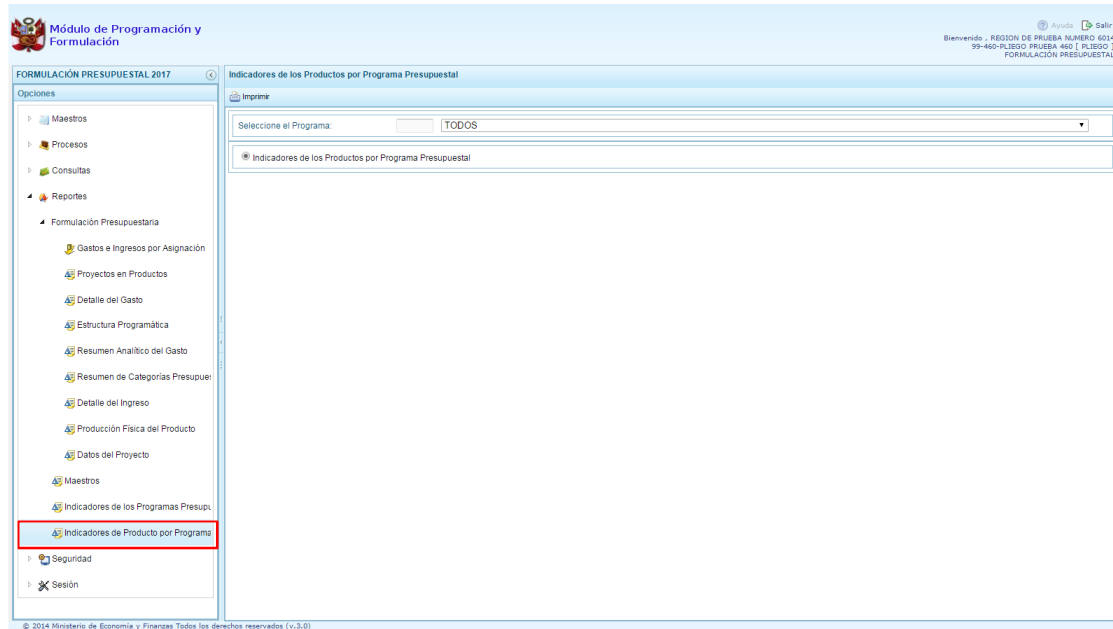 Módulo de Programación y
Formulación
Ayuda Salir
Bienvenido , REGION DE PRUEBA NUMERO 6014
99-460-PLIEGO PRUEBA 460 [ PLIEGO ]
FORMULACIÓN PRESUPUESTAL
FORMULACIÓN PRESUPUESTAL 2017
Opciones
Maestros
Procesos
Consultas
Reportes
Formulación Presupuestaria
Gastos e Ingresos por Asignación
Proyectos en Productos
Detalle del Gasto
Estructura Programática
Resumen Analítico del Gasto
Resumen de Categorías Presupues
Detalle del Ingreso
Producción Física del Producto
Datos del Proyecto
Maestros
Indicadores de los Programas Presupu
Indicadores de Producto por Programa
Seguridad
Sesión
Indicadores de los Productos por Programa Presupuestal
Imprimir
Seleccione el Programa: TODOS
Indicadores de los Productos por Programa Presupuestal
© 2014 Ministerio de Economía y Finanzas Todos los derechos reservados (v.3.0)